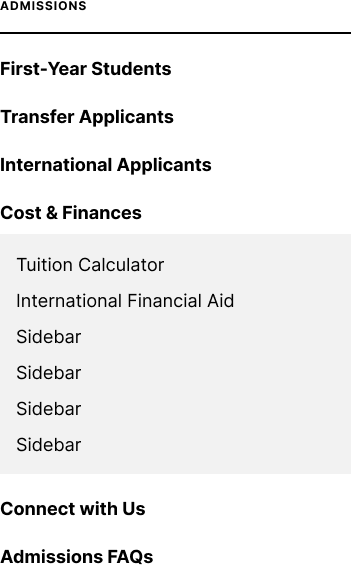 ADMISSIONS
First-Year Students
Transfer Applicants
International Applicants
Cost & Finances
Tuition Calculator
International Financial Aid
Sidebar
Sidebar
Sidebar
Sidebar
Connect with Us
Admissions FAQs